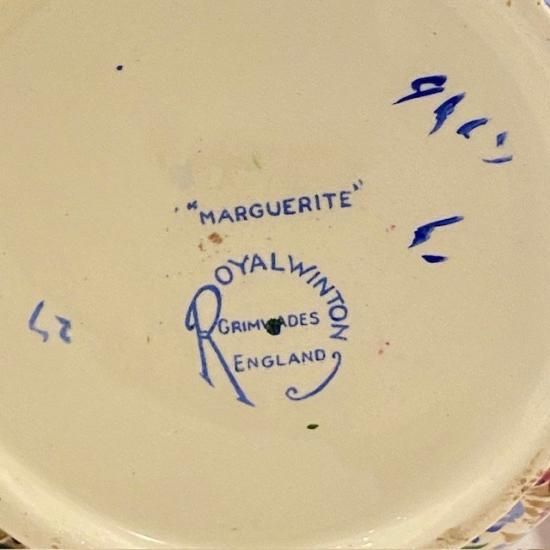 "MARGUERITE"
ROYAL WINTON
GRIMWADES
ENGLAND